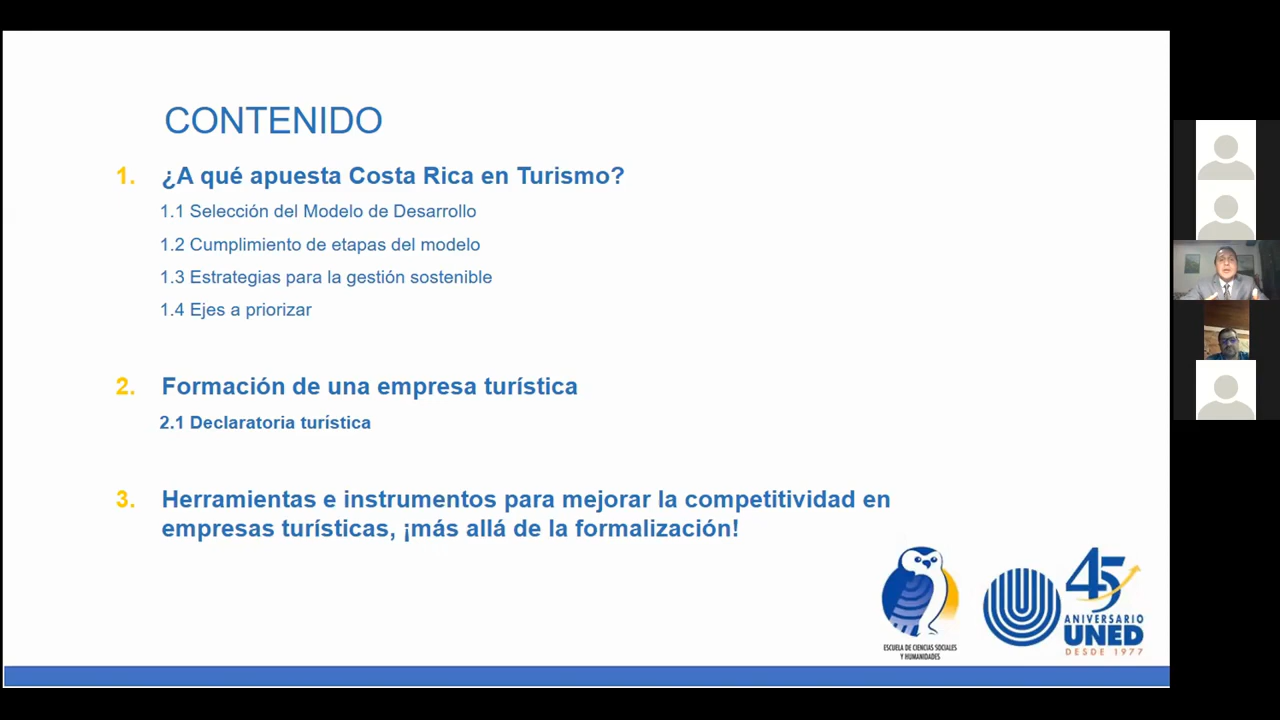 CONTENIDO
1. ¿A qué apuesta Costa Rica en Turismo?
1.1 Selección del Modelo de Desarrollo
1.2 Cumplimiento de etapas del modelo
1.3 Estrategias para la gestión sostenible
1.4 Ejes a priorizar
2. Formación de una empresa turística
2.1 Declaratoria turística
3. Herramientas e instrumentos para mejorar la competitividad en
empresas turísticas, ¡más allá de la formalización!
ESCUELA DE CIENCIAS SOCIALES
Y HUMANIDADES
45
ANIVERSARIO
UNED
DESDE 1977